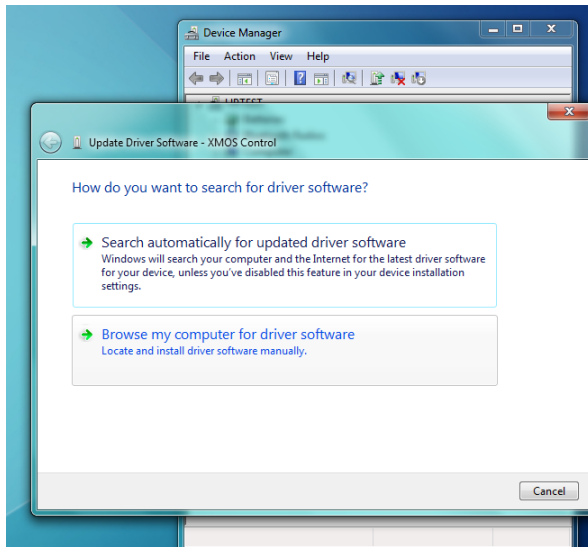 Device Manager
File Action View Help
Update Driver Software - XMOS Control
How do you want to search for driver software?
Search automatically for updated driver software
Windows will search your computer and the Internet for the latest driver software
for your device, unless you've disabled this feature in your device installation
settings.
Browse my computer for driver software
Locate and install driver software manually.
Cancel